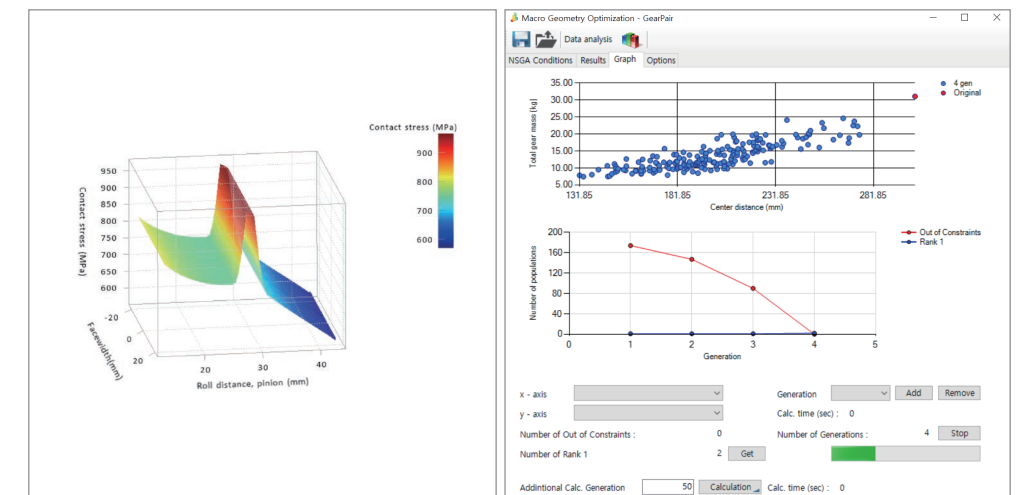 Contact stress (MPa)
900
800
700
600
950
900
850
800
750
700
650
600
Contact stress (MPa)
-20
0
20
Facewidth(mm)
20
30
40
Roll distance, pinion (mm)
Macro Geometry Optimization - GearPair
Data analysis
NSGA Conditions Results Graph Options
35.00
30.00
25.00
20.00
15.00
10.00
5.00
Total gear mass [kg]
131.85 181.85 231.85 281.85
Center distance (mm)
4 gen
Original
200
160
120
80
40
0
Number of populations
0 1 2 3 4 5
Generation
Out of Constraints
Rank 1
x - axis
Generation Add Remove
y - axis
Calc. time (sec) : 0
Number of Out of Constraints : 0
Number of Generations : 4 Stop
Number of Rank 1 2 Get
Addintional Calc. Generation 50 Calculation Calc. time (sec) : 0